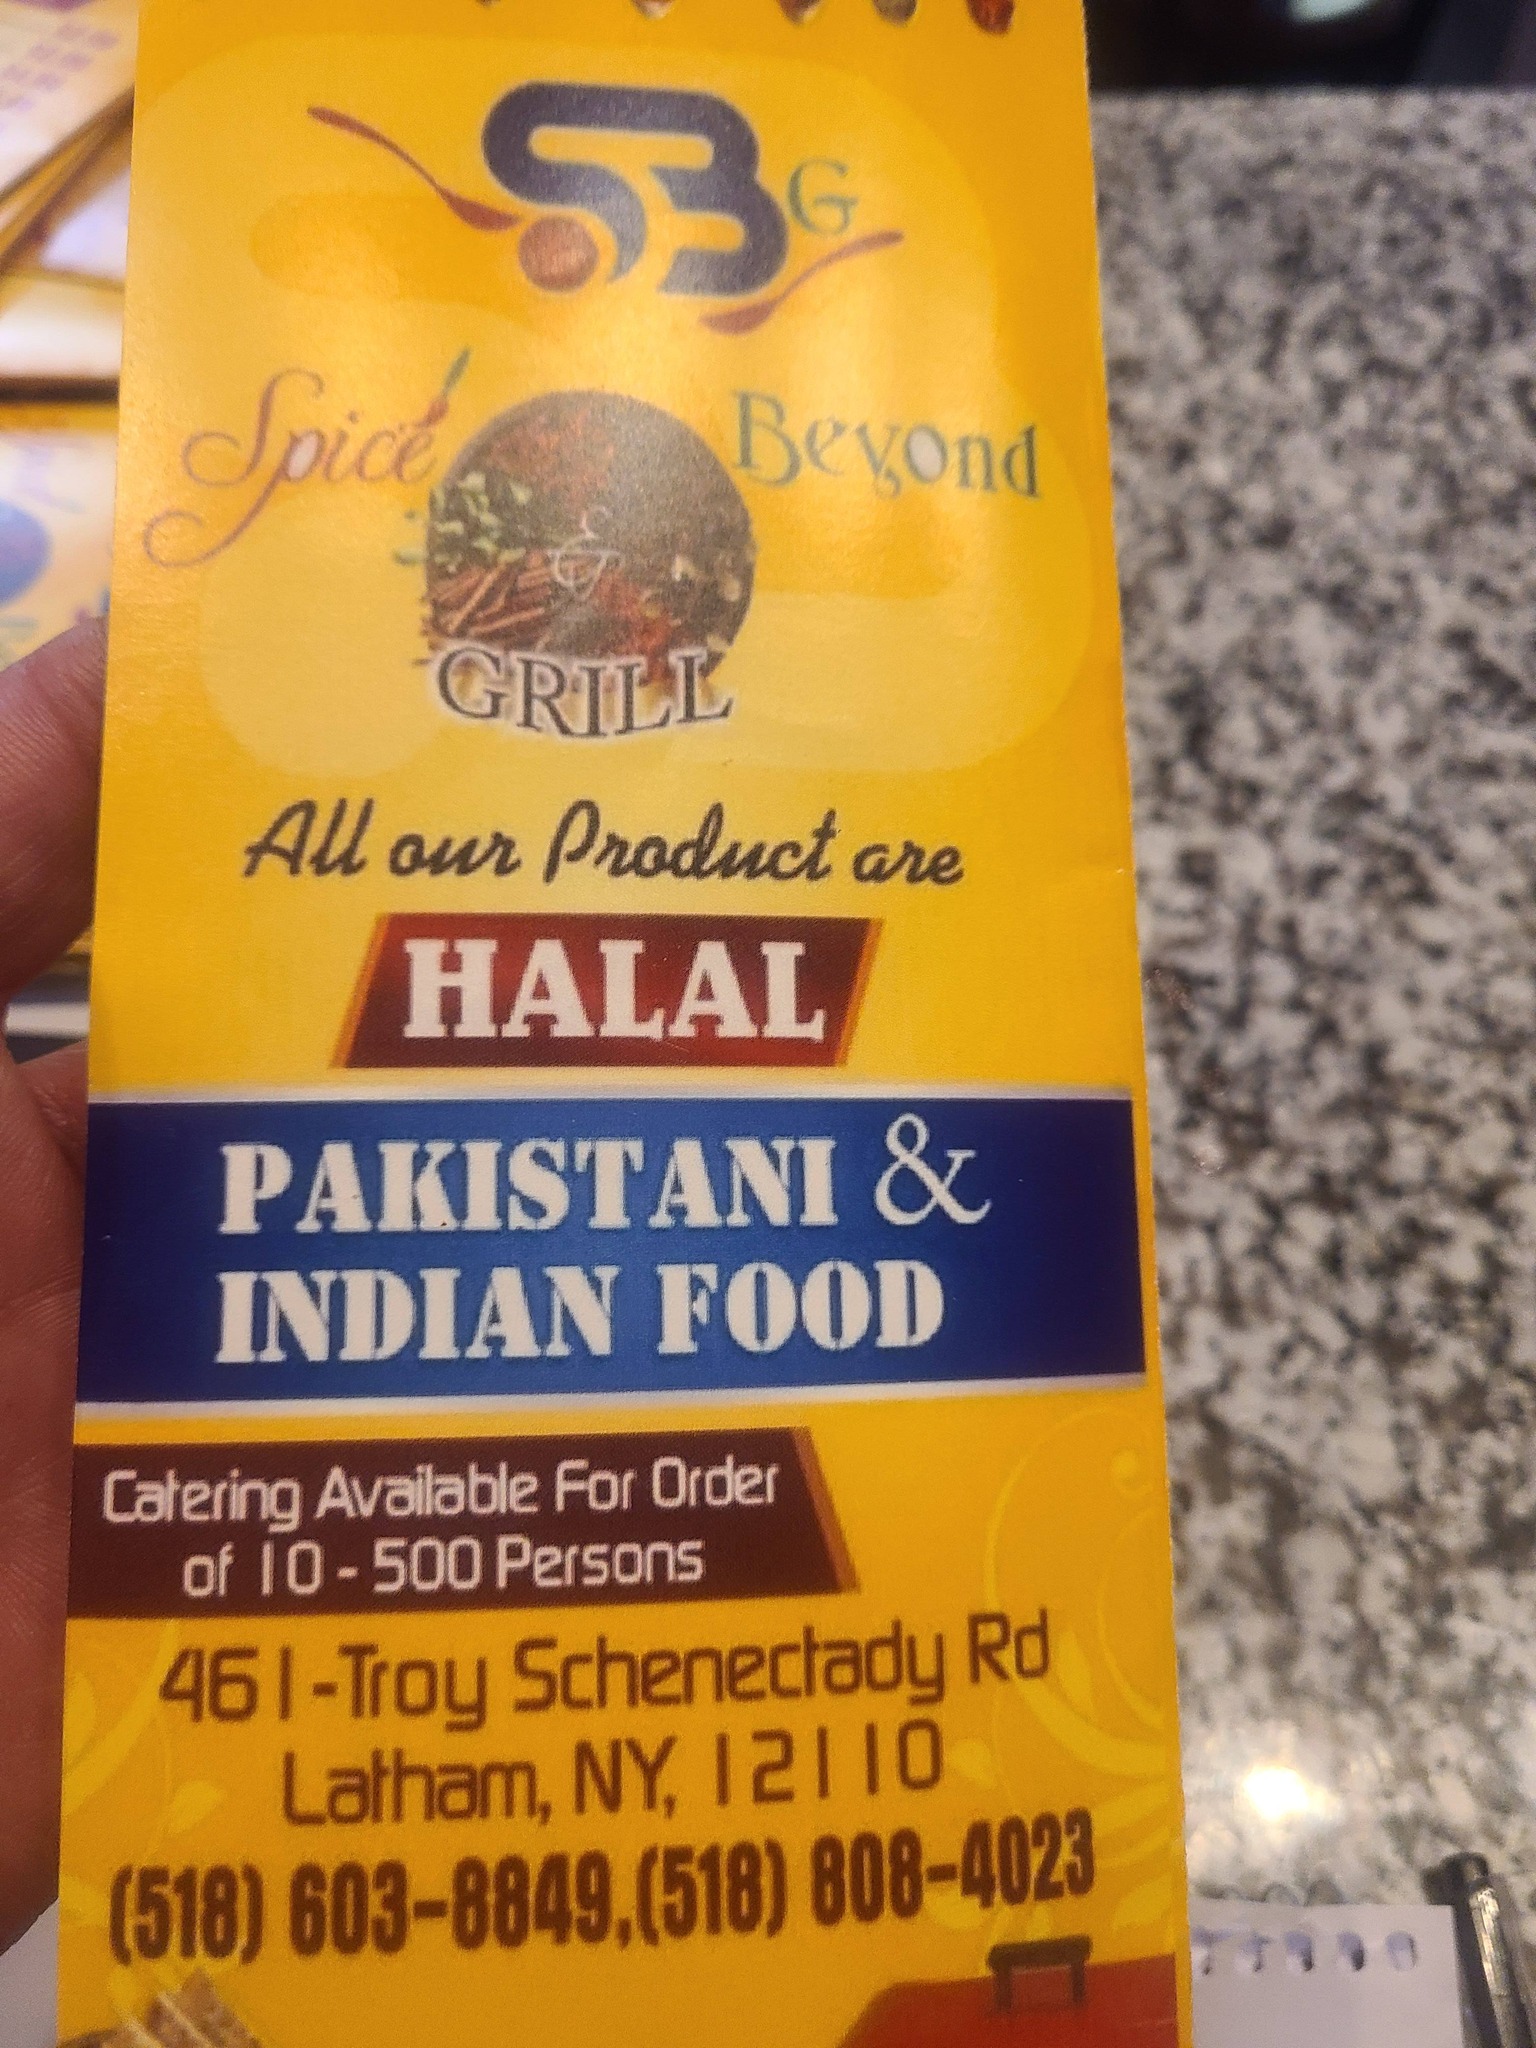 SBG
Spice & Beyond
GRILL
All our Product are
HALAL
PAKISTANI &
INDIAN FOOD
Catering Available For Order
of 10 - 500 Persons
461-Troy Schenectady Rd
Latham, NY, 12110
(518) 603-8849,(518) 808-4023